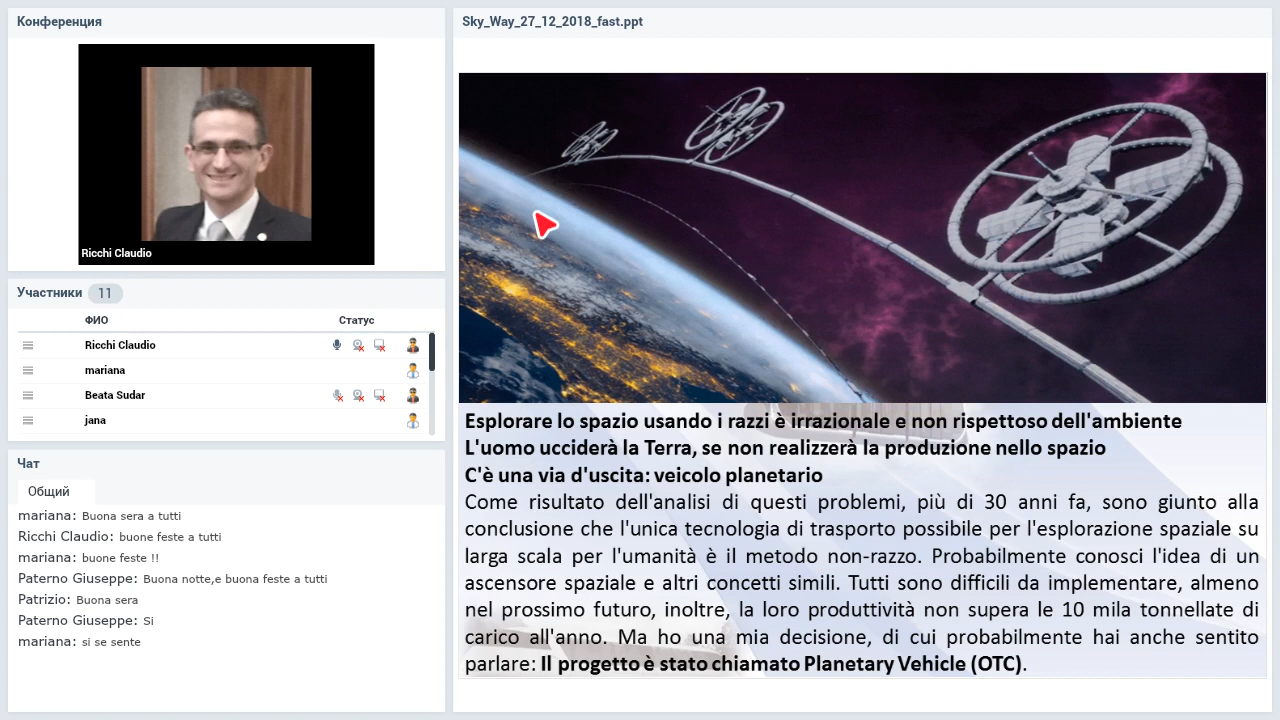 Конференция
Ricchi Claudio
Участники 11
ФИО Статус
Ricchi Claudio
mariana
Beata Sudar
jana
Чат
Общий
mariana: Buona sera a tutti
Ricchi Claudio: buone feste a tutti
mariana: buone feste !!
Paterno Giuseppe: Buona notte,e buona feste a tutti
Patrizio: Buona sera
Paterno Giuseppe: Si
mariana: si se sente
Sky_Way_27_12_2018_fast.ppt
Esplorare lo spazio usando i razzi è irrazionale e non rispettoso dell'ambiente
L'uomo ucciderà la Terra, se non realizzerà la produzione nello spazio
C'è una via d'uscita: veicolo planetario
Come risultato dell'analisi di questi problemi, più di 30 anni fa, sono giunto alla
conclusione che l'unica tecnologia di trasporto possibile per l'esplorazione spaziale su
larga scala per l'umanità è il metodo non-razzo. Probabilmente conosci l'idea di un
ascensore spaziale e altri concetti simili. Tutti sono difficili da implementare, almeno
nel prossimo futuro, inoltre, la loro produttività non supera le 10 mila tonnellate di
carico all'anno. Ma ho una mia decisione, di cui probabilmente hai anche sentito
parlare: Il progetto è stato chiamato Planetary Vehicle (OTC).